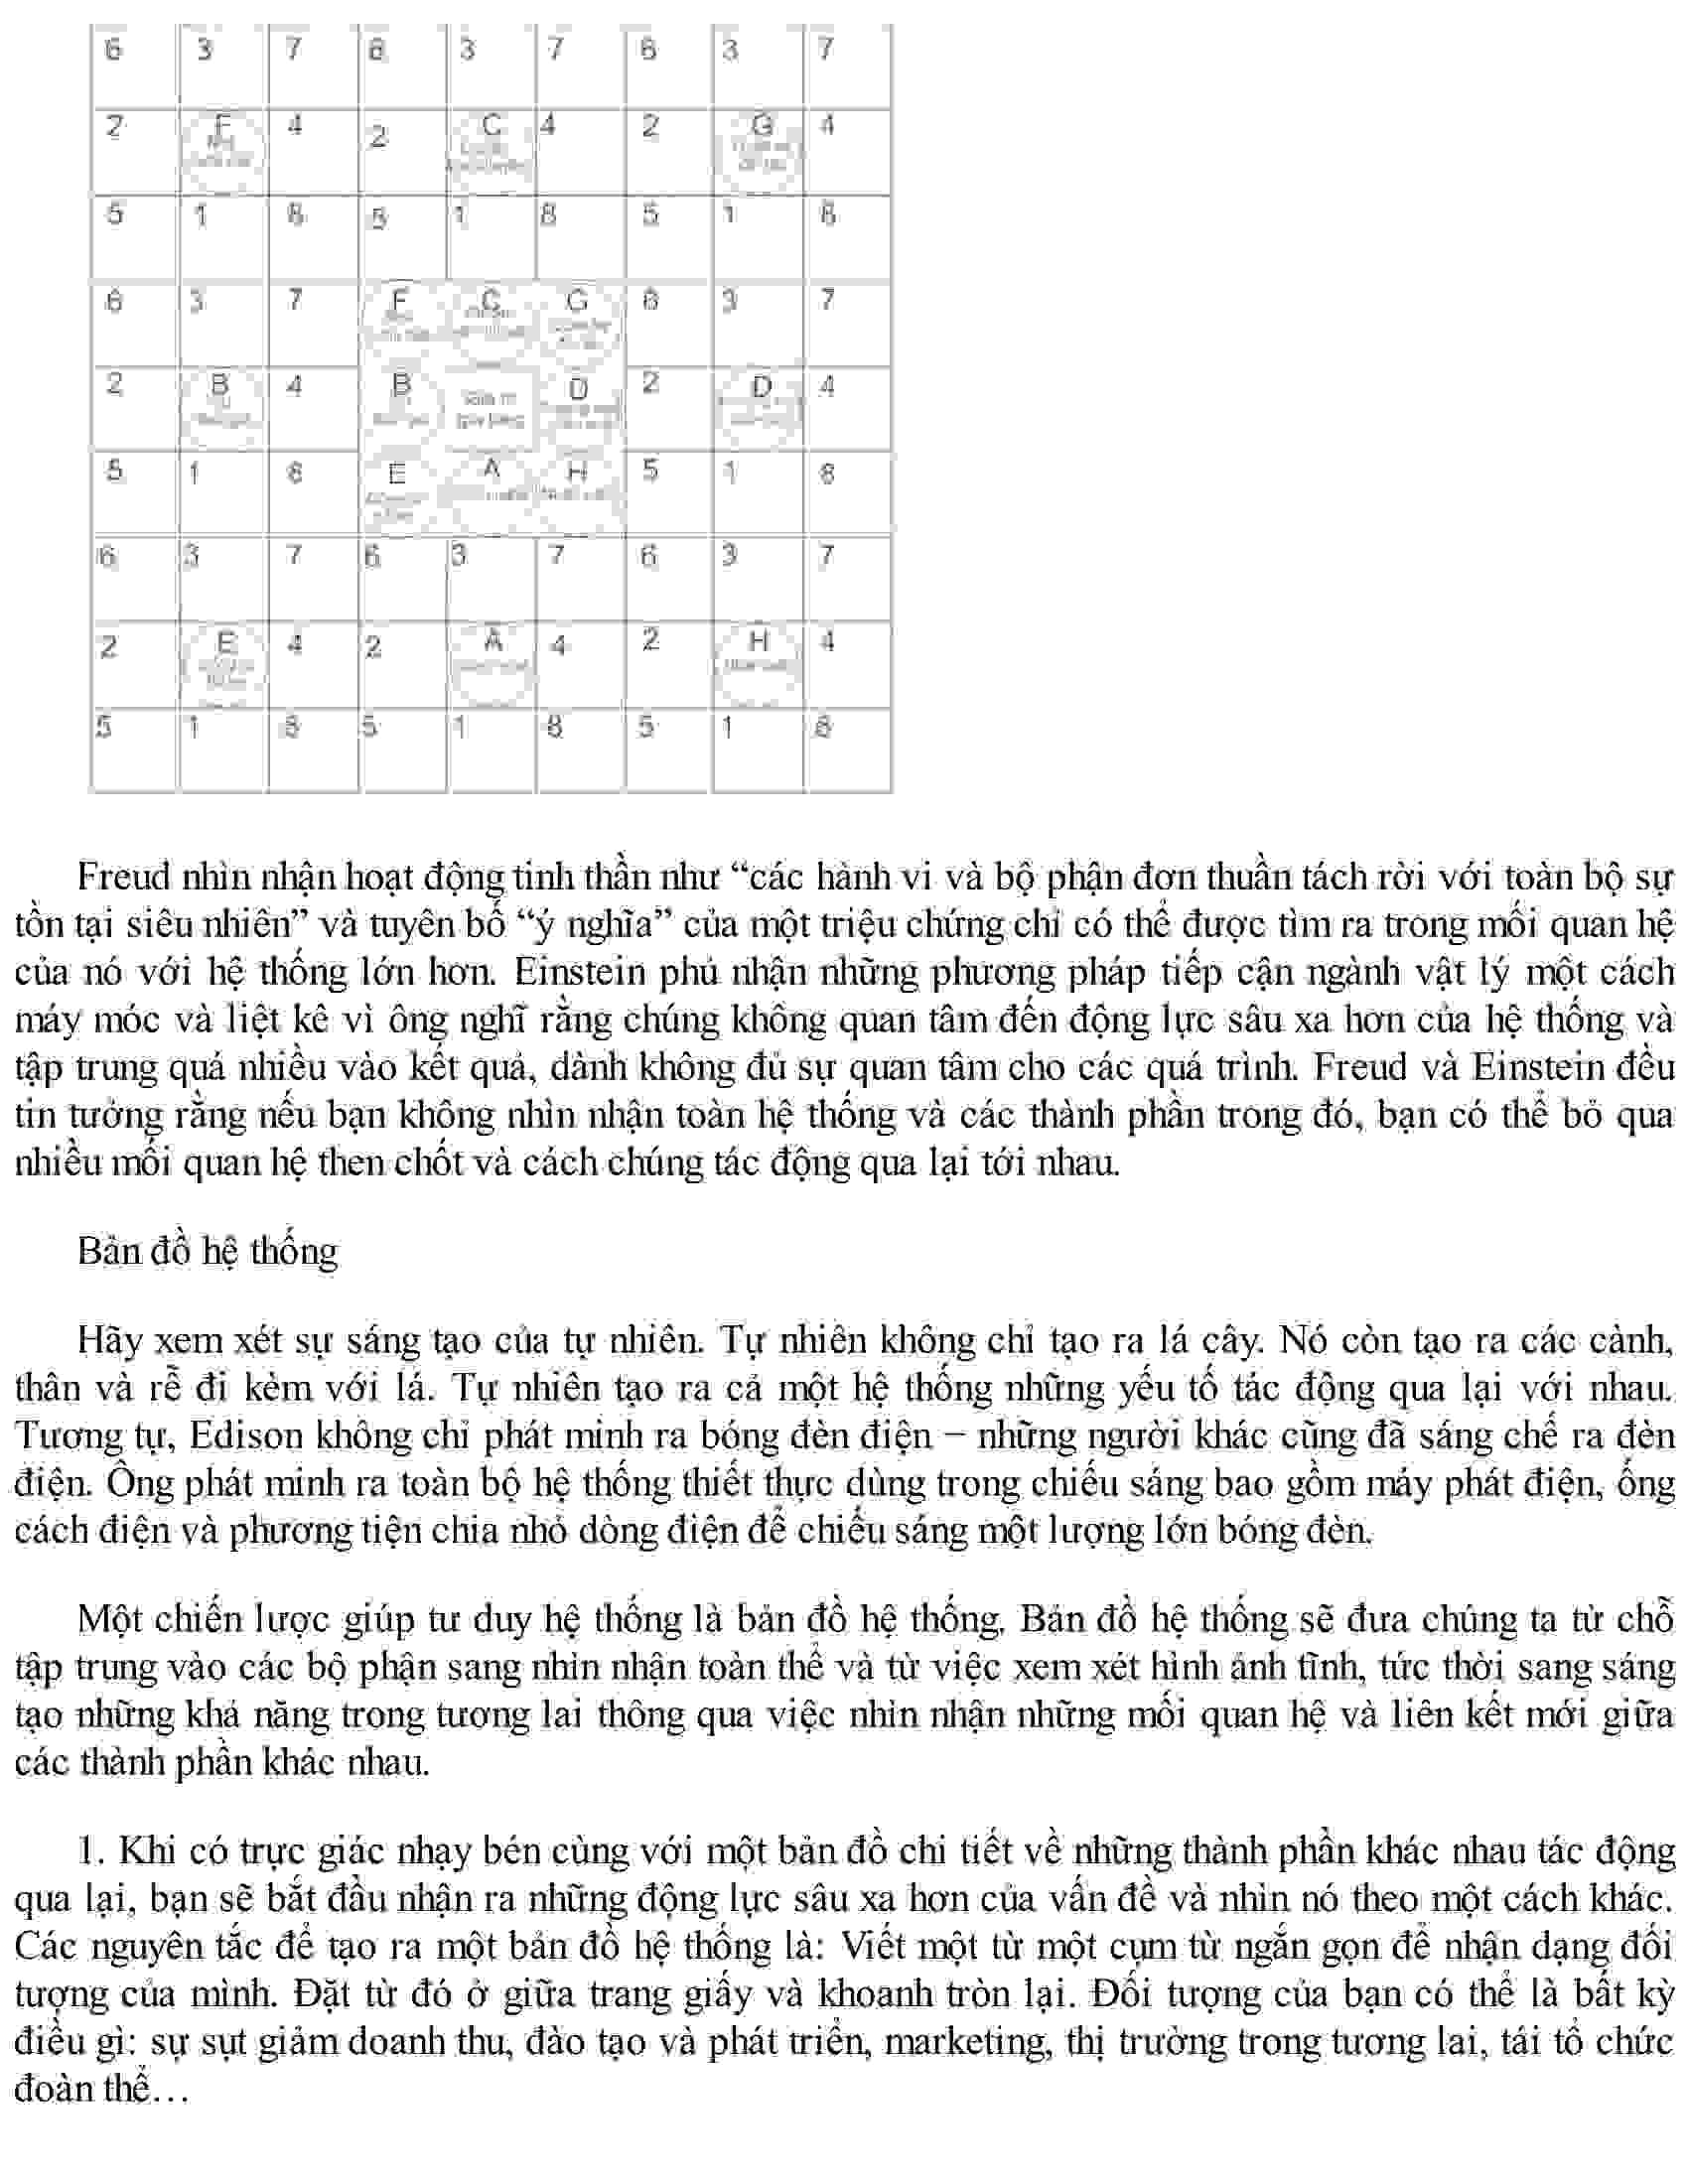 6 3 7 6 3 7 6 3 7
2 F 4 2 C 4 2 G 4
5 1 8 5 1 8 5 1 8
6 3 7 F C G 6 3 7
2 B 4 B D 2 D 4
5 1 8 E A H 5 1 8
6 3 7 6 3 7 6 3 7
2 E 4 2 A 4 2 H 4
5 1 8 5 1 8 5 1 8
Freud nhìn nhận hoạt động tinh thần như “các hành vi và bộ phận đơn thuần tách rời với toàn bộ sự
tồn tại siêu nhiên” và tuyên bố “ý nghĩa” của một triệu chứng chỉ có thể được tìm ra trong mối quan hệ
của nó với hệ thống lớn hơn. Einstein phủ nhận những phương pháp tiếp cận ngành vật lý một cách
máy móc và liệt kê vì ông nghĩ rằng chúng không quan tâm đến động lực sâu xa hơn của hệ thống và
tập trung quá nhiều vào kết quả, dành không đủ sự quan tâm cho các quá trình. Freud và Einstein đều
tin tưởng rằng nếu bạn không nhìn nhận toàn hệ thống và các thành phần trong đó, bạn có thể bỏ qua
nhiều mối quan hệ then chốt và cách chúng tác động qua lại tới nhau.
Bản đồ hệ thống
Hãy xem xét sự sáng tạo của tự nhiên. Tự nhiên không chỉ tạo ra lá cây. Nó còn tạo ra các cành,
thân và rễ đi kèm với lá. Tự nhiên tạo ra cả một hệ thống những yếu tố tác động qua lại với nhau.
Tương tự, Edison không chỉ phát minh ra bóng đèn điện – những người khác cũng đã sáng chế ra đèn
điện. Ông phát minh ra toàn bộ hệ thống thiết thực dùng trong chiếu sáng bao gồm máy phát điện, ống
cách điện và phương tiện chia nhỏ dòng điện để chiếu sáng một lượng lớn bóng đèn.
Một chiến lược giúp tư duy hệ thống là bản đồ hệ thống. Bản đồ hệ thống sẽ đưa chúng ta từ chỗ
tập trung vào các bộ phận sang nhìn nhận toàn thể và từ việc xem xét hình ảnh tĩnh, tức thời sang sáng
tạo những khả năng trong tương lai thông qua việc nhìn nhận những mối quan hệ và liên kết mới giữa
các thành phần khác nhau.
1. Khi có trực giác nhạy bén cùng với một bản đồ chi tiết về những thành phần khác nhau tác động
qua lại, bạn sẽ bắt đầu nhận ra những động lực sâu xa hơn của vấn đề và nhìn nó theo một cách khác.
Các nguyên tắc để tạo ra một bản đồ hệ thống là: Viết một từ một cụm từ ngắn gọn để nhận dạng đối
tượng của mình. Đặt từ đó ở giữa trang giấy và khoanh tròn lại. Đối tượng của bạn có thể là bất kỳ
điều gì: sự sụt giảm doanh thu, đào tạo và phát triển, marketing, thị trường trong tương lai, tái tổ chức
đoàn thể…